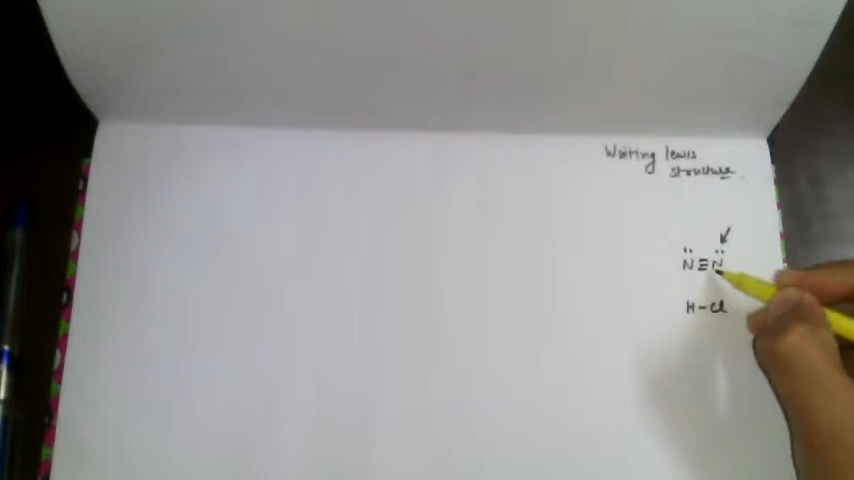 Writing lewis
structure.
N≡N
H-Cl